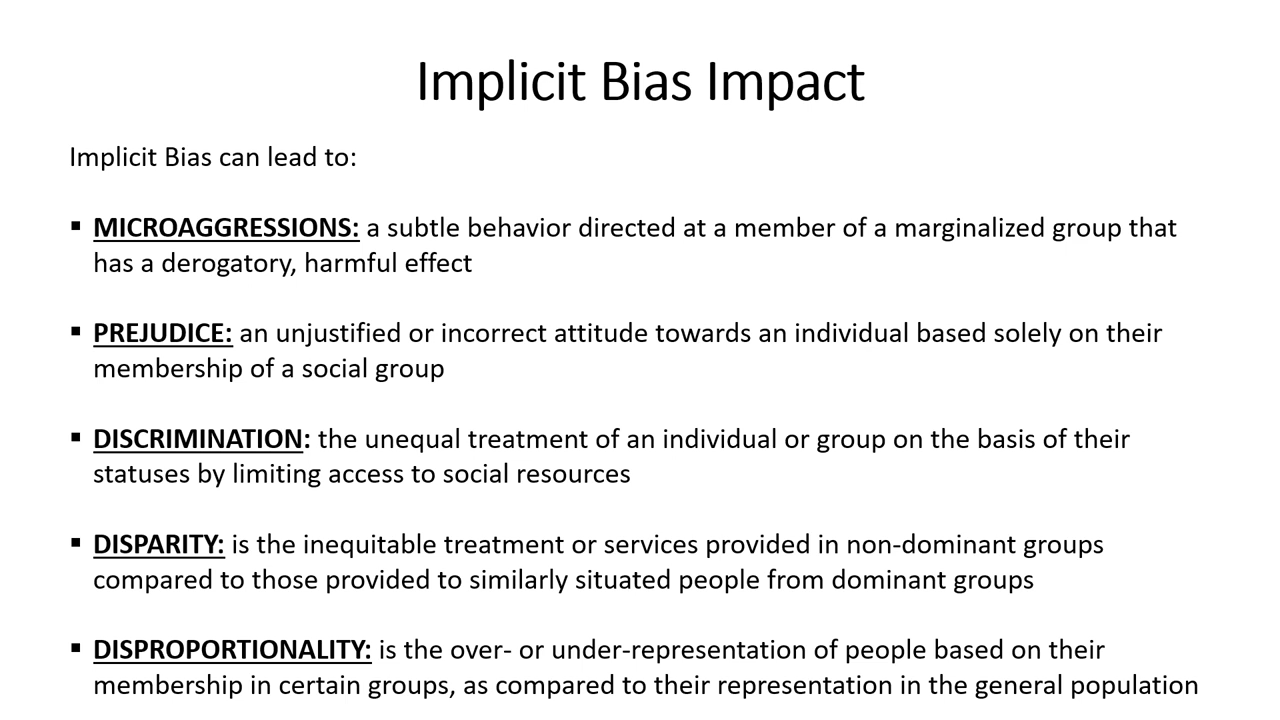 Implicit Bias Impact
Implicit Bias can lead to:
▪ MICROAGGRESSIONS: a subtle behavior directed at a member of a marginalized group that
has a derogatory, harmful effect
▪ PREJUDICE: an unjustified or incorrect attitude towards an individual based solely on their
membership of a social group
▪ DISCRIMINATION: the unequal treatment of an individual or group on the basis of their
statuses by limiting access to social resources
▪ DISPARITY: is the inequitable treatment or services provided in non-dominant groups
compared to those provided to similarly situated people from dominant groups
▪ DISPROPORTIONALITY: is the over- or under-representation of people based on their
membership in certain groups, as compared to their representation in the general population